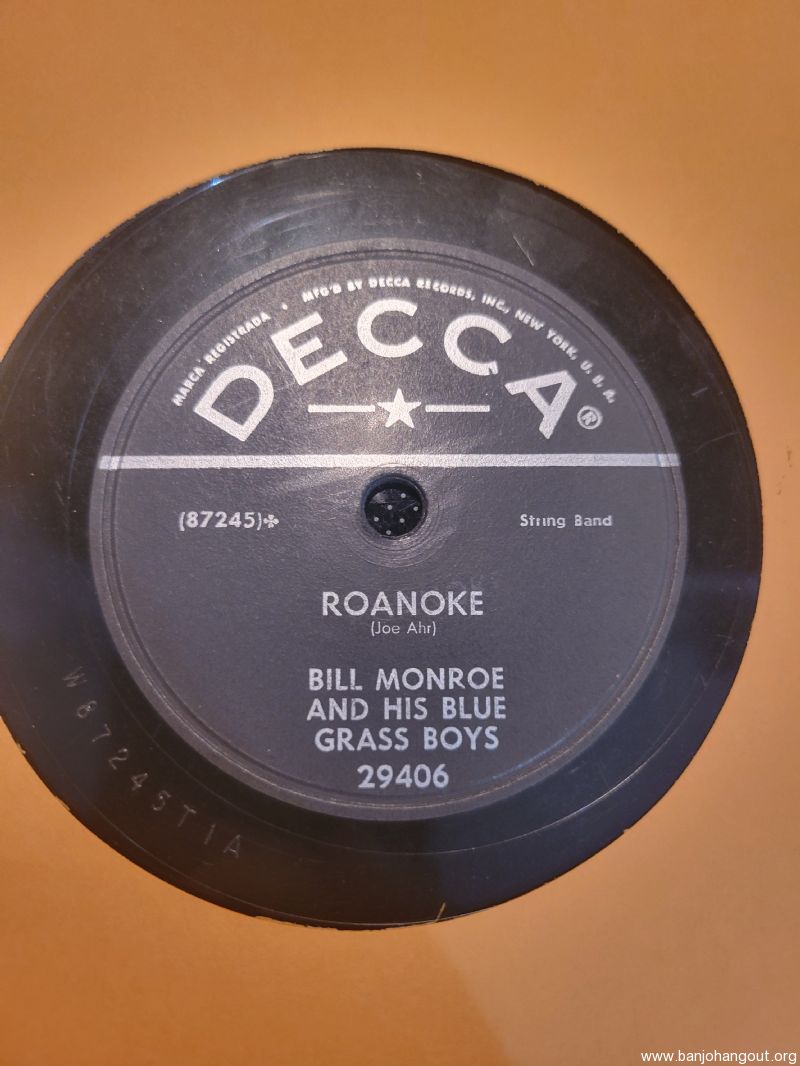 MARCA REGISTRADA • MFG'D BY DECCA RECORDS, INC., NEW YORK, U. S. A.
DECCA®
(87245)♣
String Band
ROANOKE
(Joe Ahr)
BILL MONROE
AND HIS BLUE
GRASS BOYS
29406
W87245T1A
www.banjohangout.org